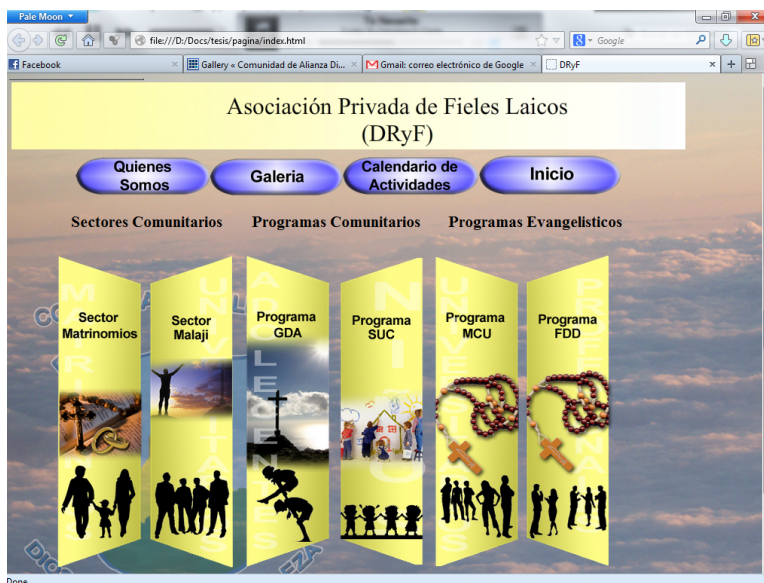 Pale Moon
file:///D:/Docs/tesis/pagina/index.html
Google
Facebook
Gallery « Comunidad de Alianza Di...
Gmail: correo electrónico de Google
DRyF
Asociación Privada de Fieles Laicos
(DRyF)
Quienes
Somos
Galeria
Calendario de
Actividades
Inicio
Sectores Comunitarios
Programas Comunitarios
Programas Evangelisticos
Sector
Matrinomios
Sector
Malaji
Programa
GDA
Programa
SUC
Programa
MCU
Programa
FDD
Done